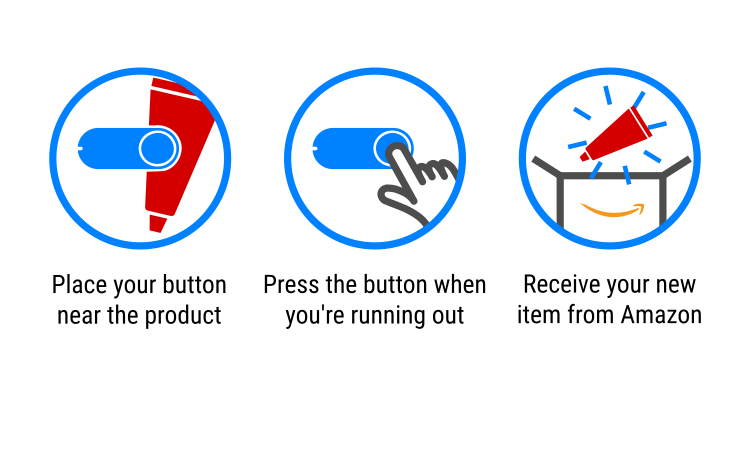 Place your button
near the product
Press the button when
you're running out
Receive your new
item from Amazon